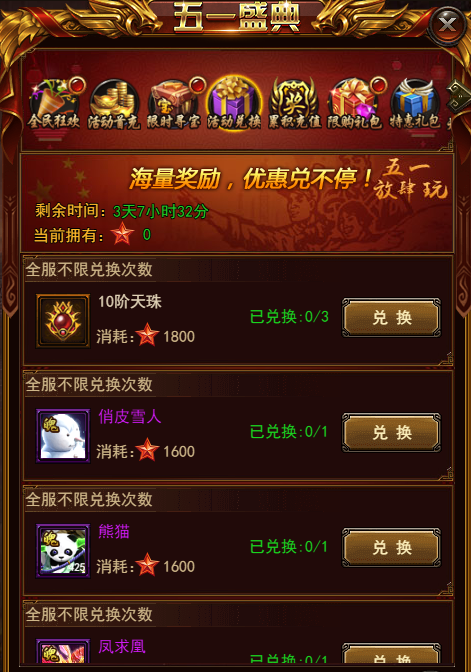 五一盛典
全民狂欢 活动首充 限时寻宝 活动兑换 累积充值 限购礼包 特惠礼包
海量奖励，优惠兑不停！
五一
放肆玩
剩余时间：3天7小时32分
当前拥有： 0
全服不限兑换次数
10阶天珠
消耗: 1800
已兑换:0/3
兑 换
全服不限兑换次数
俏皮雪人
消耗: 1600
已兑换:0/1
兑 换
全服不限兑换次数
熊猫
消耗: 1600
已兑换:0/1
兑 换
全服不限兑换次数
凤求凰
已兑换:0/1
兑 换